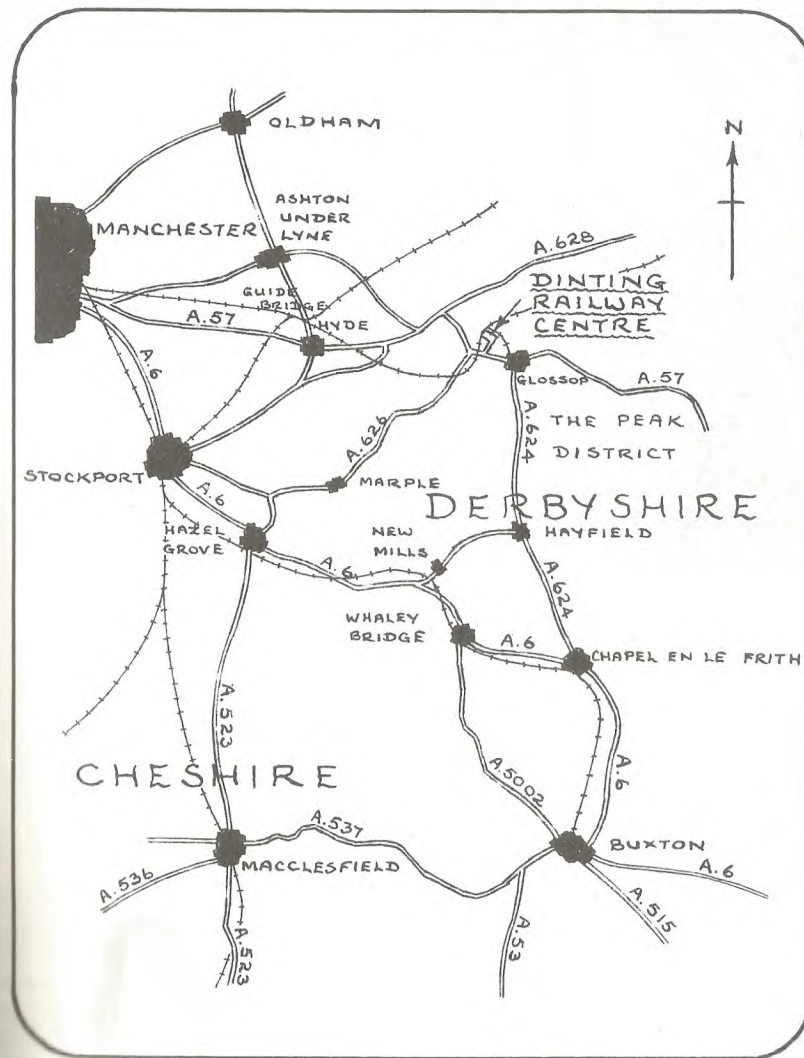 OLDHAM
N
ASHTON
UNDER
LYNE
MANCHESTER
A.628
DINTING
RAILWAY
CENTRE
GUIDE
BRIDGE
A.57
HYDE
A.6
GLOSSOP
A.57
A.626
A.624
THE PEAK
DISTRICT
STOCKPORT
MARPLE
A.6
DERBYSHIRE
HAZEL
GROVE
NEW
MILLS
HAYFIELD
A.6
A.624
WHALEY
BRIDGE
A.6
CHAPEL EN LE FRITH
A.523
A.6
CHESHIRE
A.5002
A.537
BUXTON
MACCLESFIELD
A.6
A.536
A.515
A.523
A.53